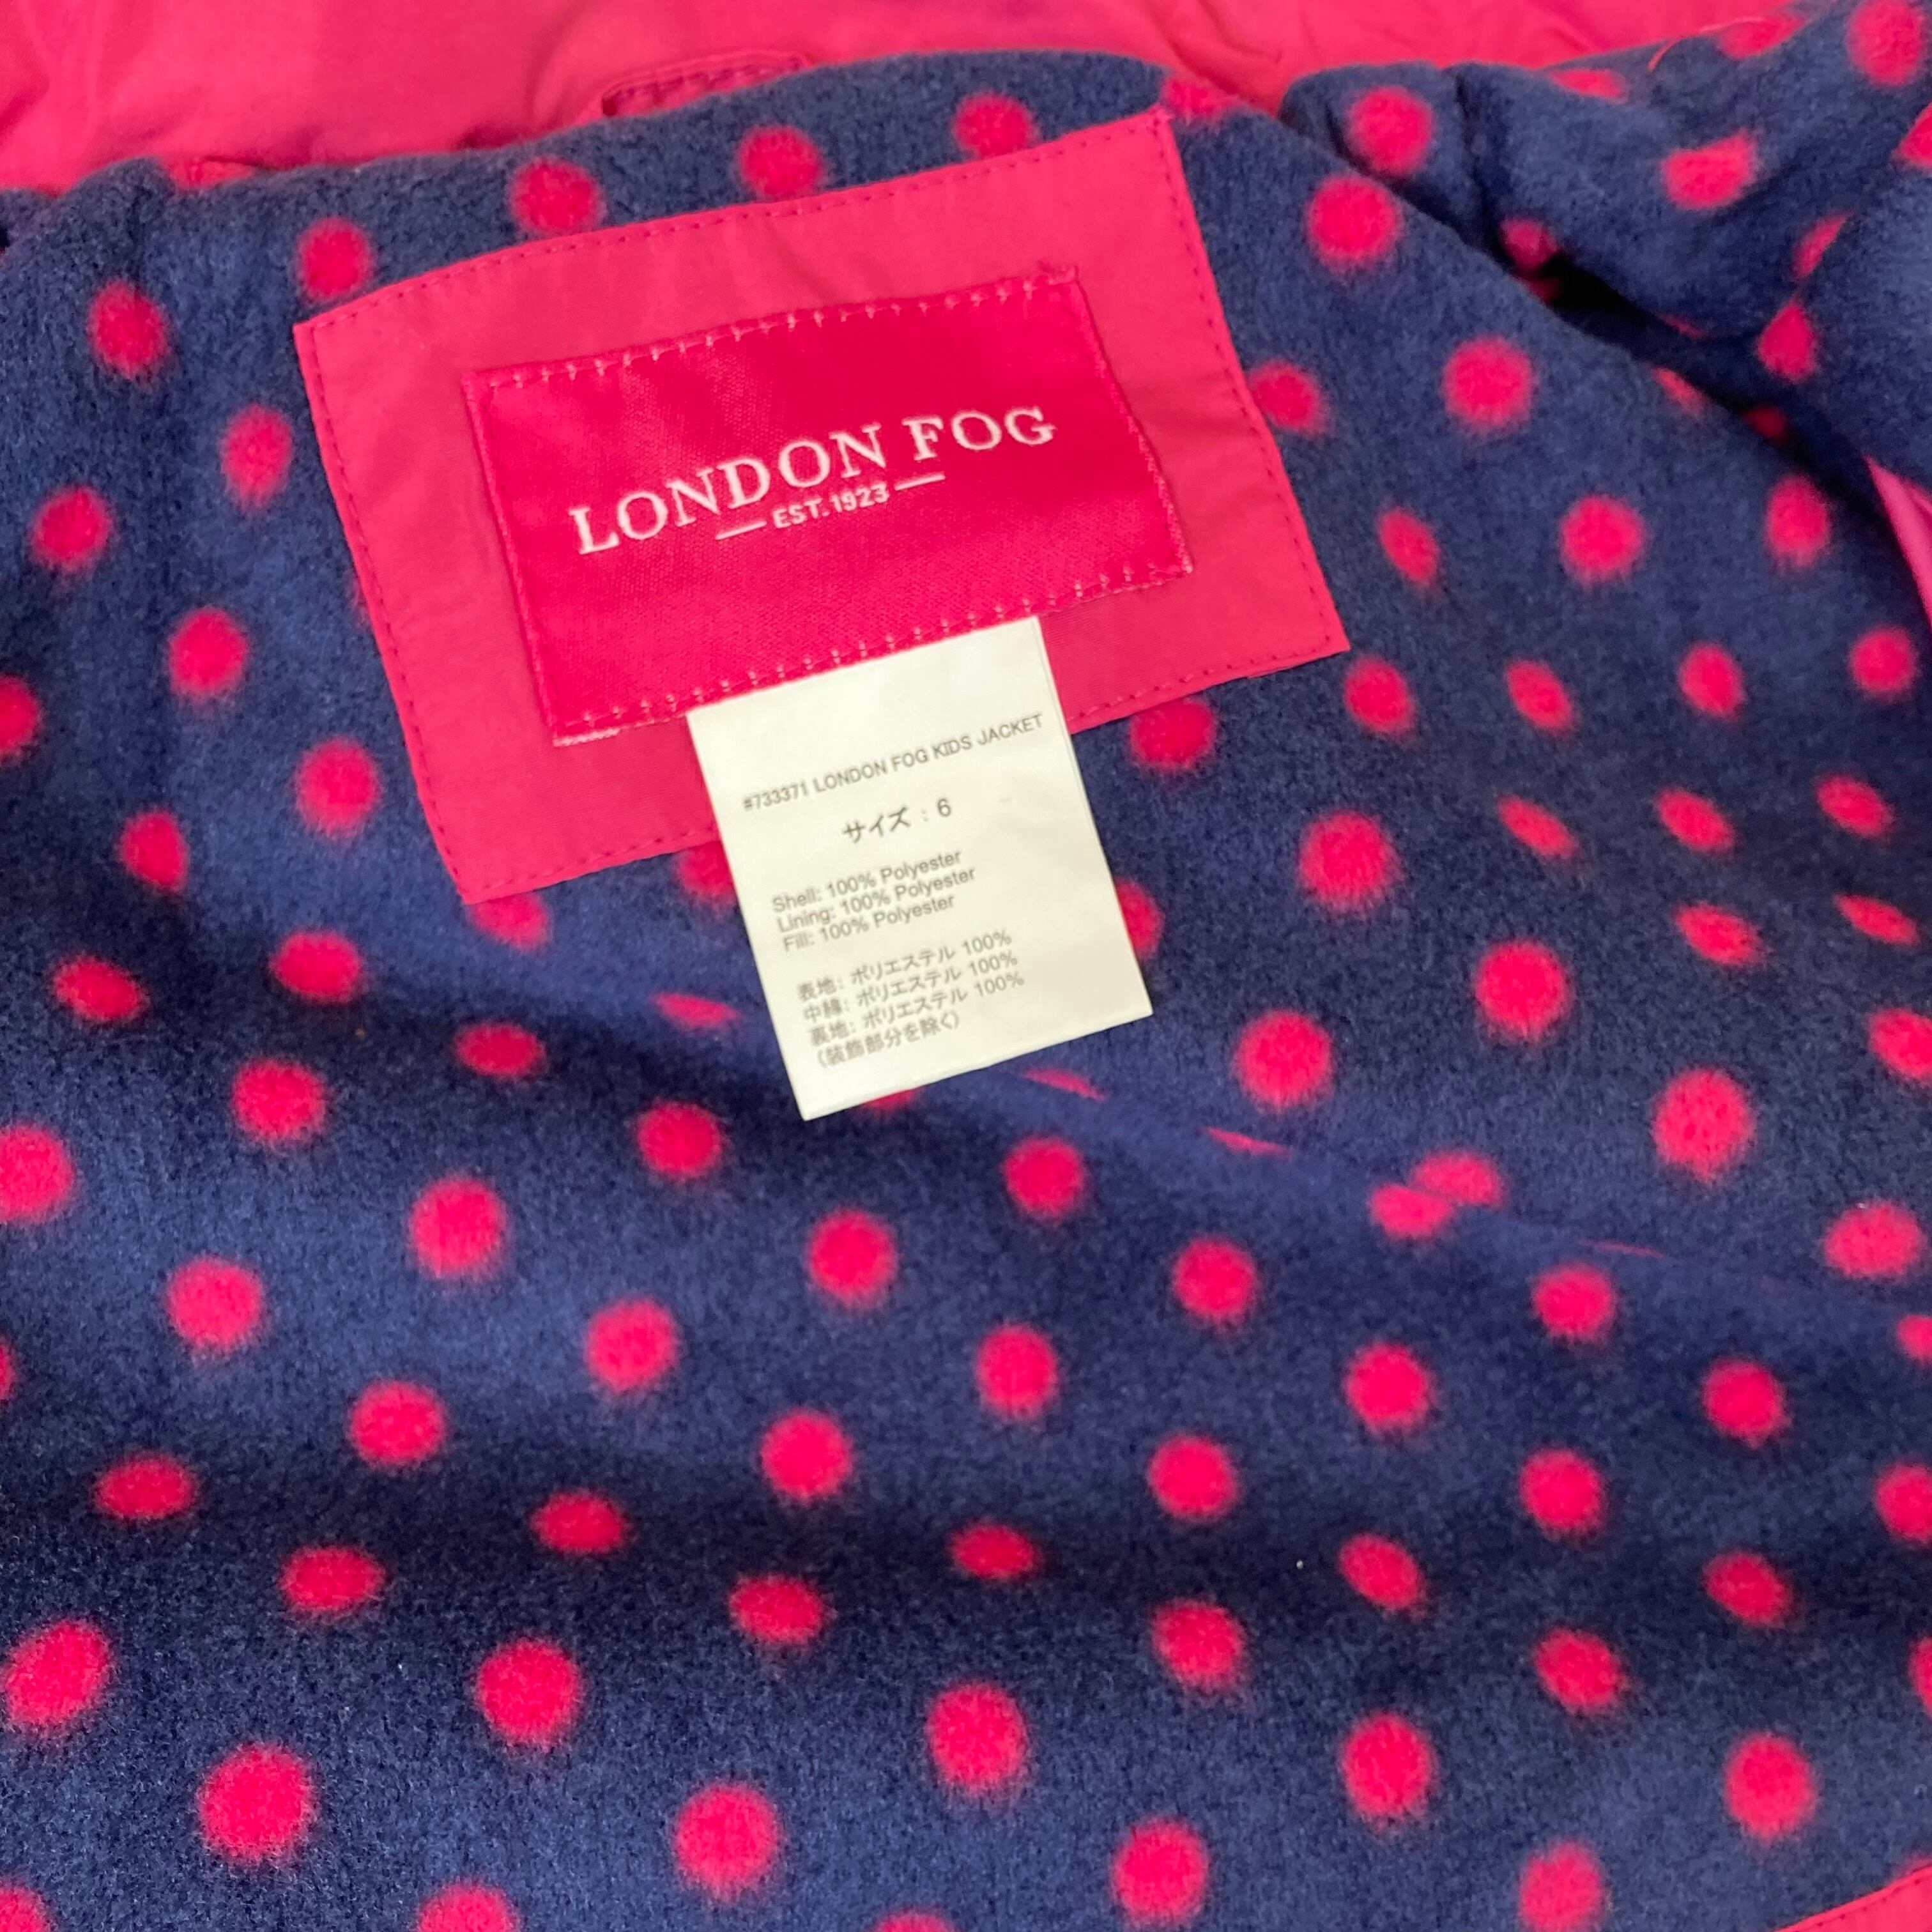 LONDON FOG
EST. 1923
#733371 LONDON FOG KIDS JACKET
サイズ : 6
Shell: 100% Polyester
Lining: 100% Polyester
Fill: 100% Polyester
表地: ポリエステル 100%
中綿: ポリエステル 100%
裏地: ポリエステル 100%
(装飾部分を除く)